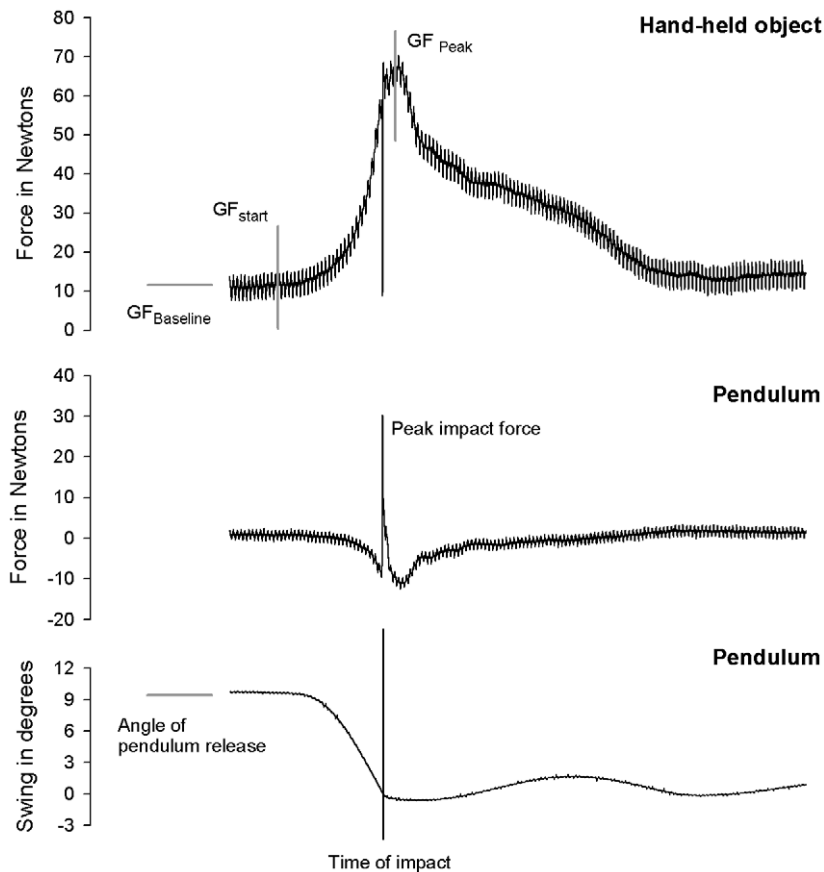 Hand-held object
Force in Newtons
80
70
60
50
40
30
20
10
0
GF Peak
GFstart
GFBaseline
Pendulum
Force in Newtons
40
30
20
10
0
-10
-20
Peak impact force
Pendulum
Swing in degrees
12
9
6
3
0
-3
Angle of
pendulum release
Time of impact